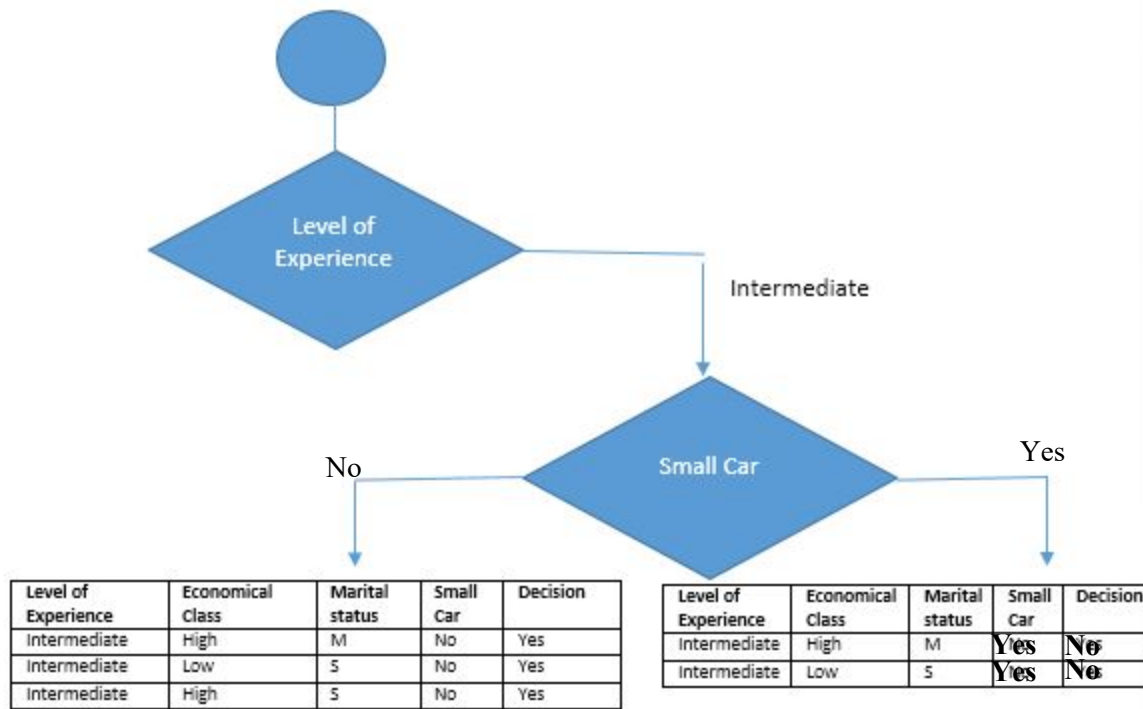 Level of
Experience
Intermediate
Small Car
No
Yes
Level of Experience Economical Class Marital status Small Car Decision
Intermediate High M No Yes
Intermediate Low S No Yes
Intermediate High S No Yes
Level of Experience Economical Class Marital status Small Car Decision
Intermediate High M Yes No
Intermediate Low S Yes No